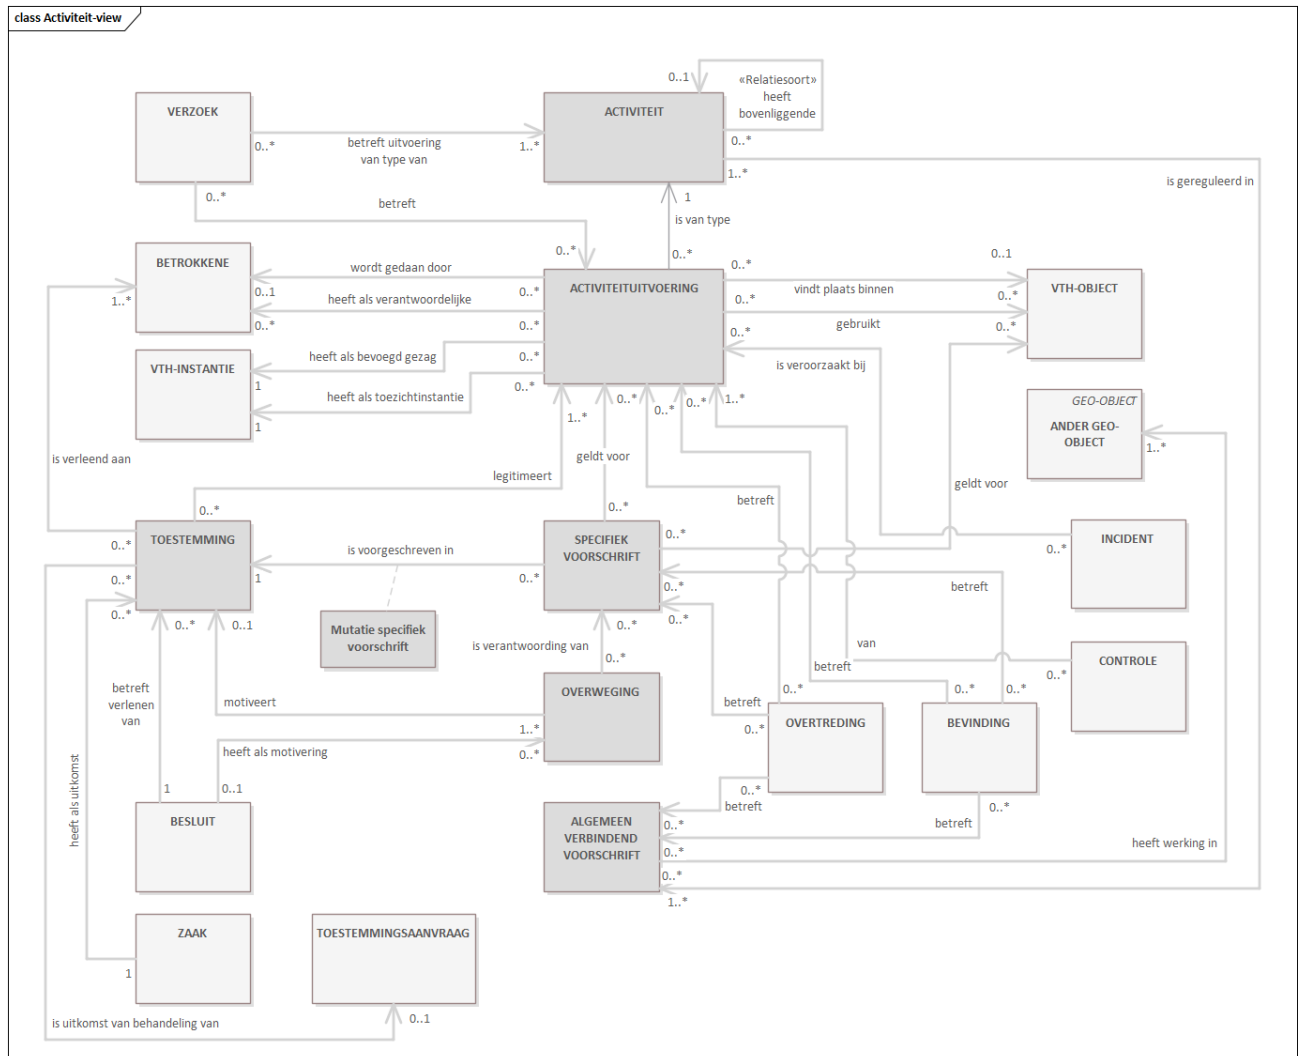 class Activiteit-view
0..1
«Relatiesoort»
heeft
bovenliggende
VERZOEK
ACTIVITEIT
0..*
betreft uitvoering
van type van
1..*
0..*
1..*
is gereguleerd in
0..*
betreft
1
is van type
0..*
0..*
0..*
0..1
BETROKKENE
wordt gedaan door
ACTIVITEITUITVOERING
vindt plaats binnen
VTH-OBJECT
1..*
0..1
0..*
0..*
0..*
heeft als verantwoordelijke
gebruikt
0..*
0..*
0..*
0..*
heeft als bevoegd gezag
0..*
is veroorzaakt bij
VTH-INSTANTIE
1
0..*
heeft als toezichtinstantie
1
1..*
0..*
0..*
0..*
1..*
GEO-OBJECT
ANDER GEO-
OBJECT
1..*
is verleend aan
geldt voor
legitimeert
geldt voor
betreft
0..*
0..*
TOESTEMMING
0..*
is voorgeschreven in
SPECIFIEK
VOORSCHRIFT
0..*
INCIDENT
0..*
0..*
1
0..*
0..*
betreft
0..*
0..*
0..1
Mutatie specifiek
voorschrift
0..*
0..*
is verantwoording van
0..*
van
betreft
CONTROLE
0..*
betreft
verlenen
van
motiveert
OVERWEGING
1..*
0..*
0..*
0..*
betreft
0..*
OVERTREDING
BEVINDING
heeft als motivering
0..*
heeft als uitkomst
1
0..1
0..*
betreft
0..*
BESLUIT
ALGEMEEN
VERBINDEND
VOORSCHRIFT
0..*
betreft
0..*
heeft werking in
0..*
1..*
ZAAK
TOESTEMMINGSAANVRAAG
1
is uitkomst van behandeling van
0..1